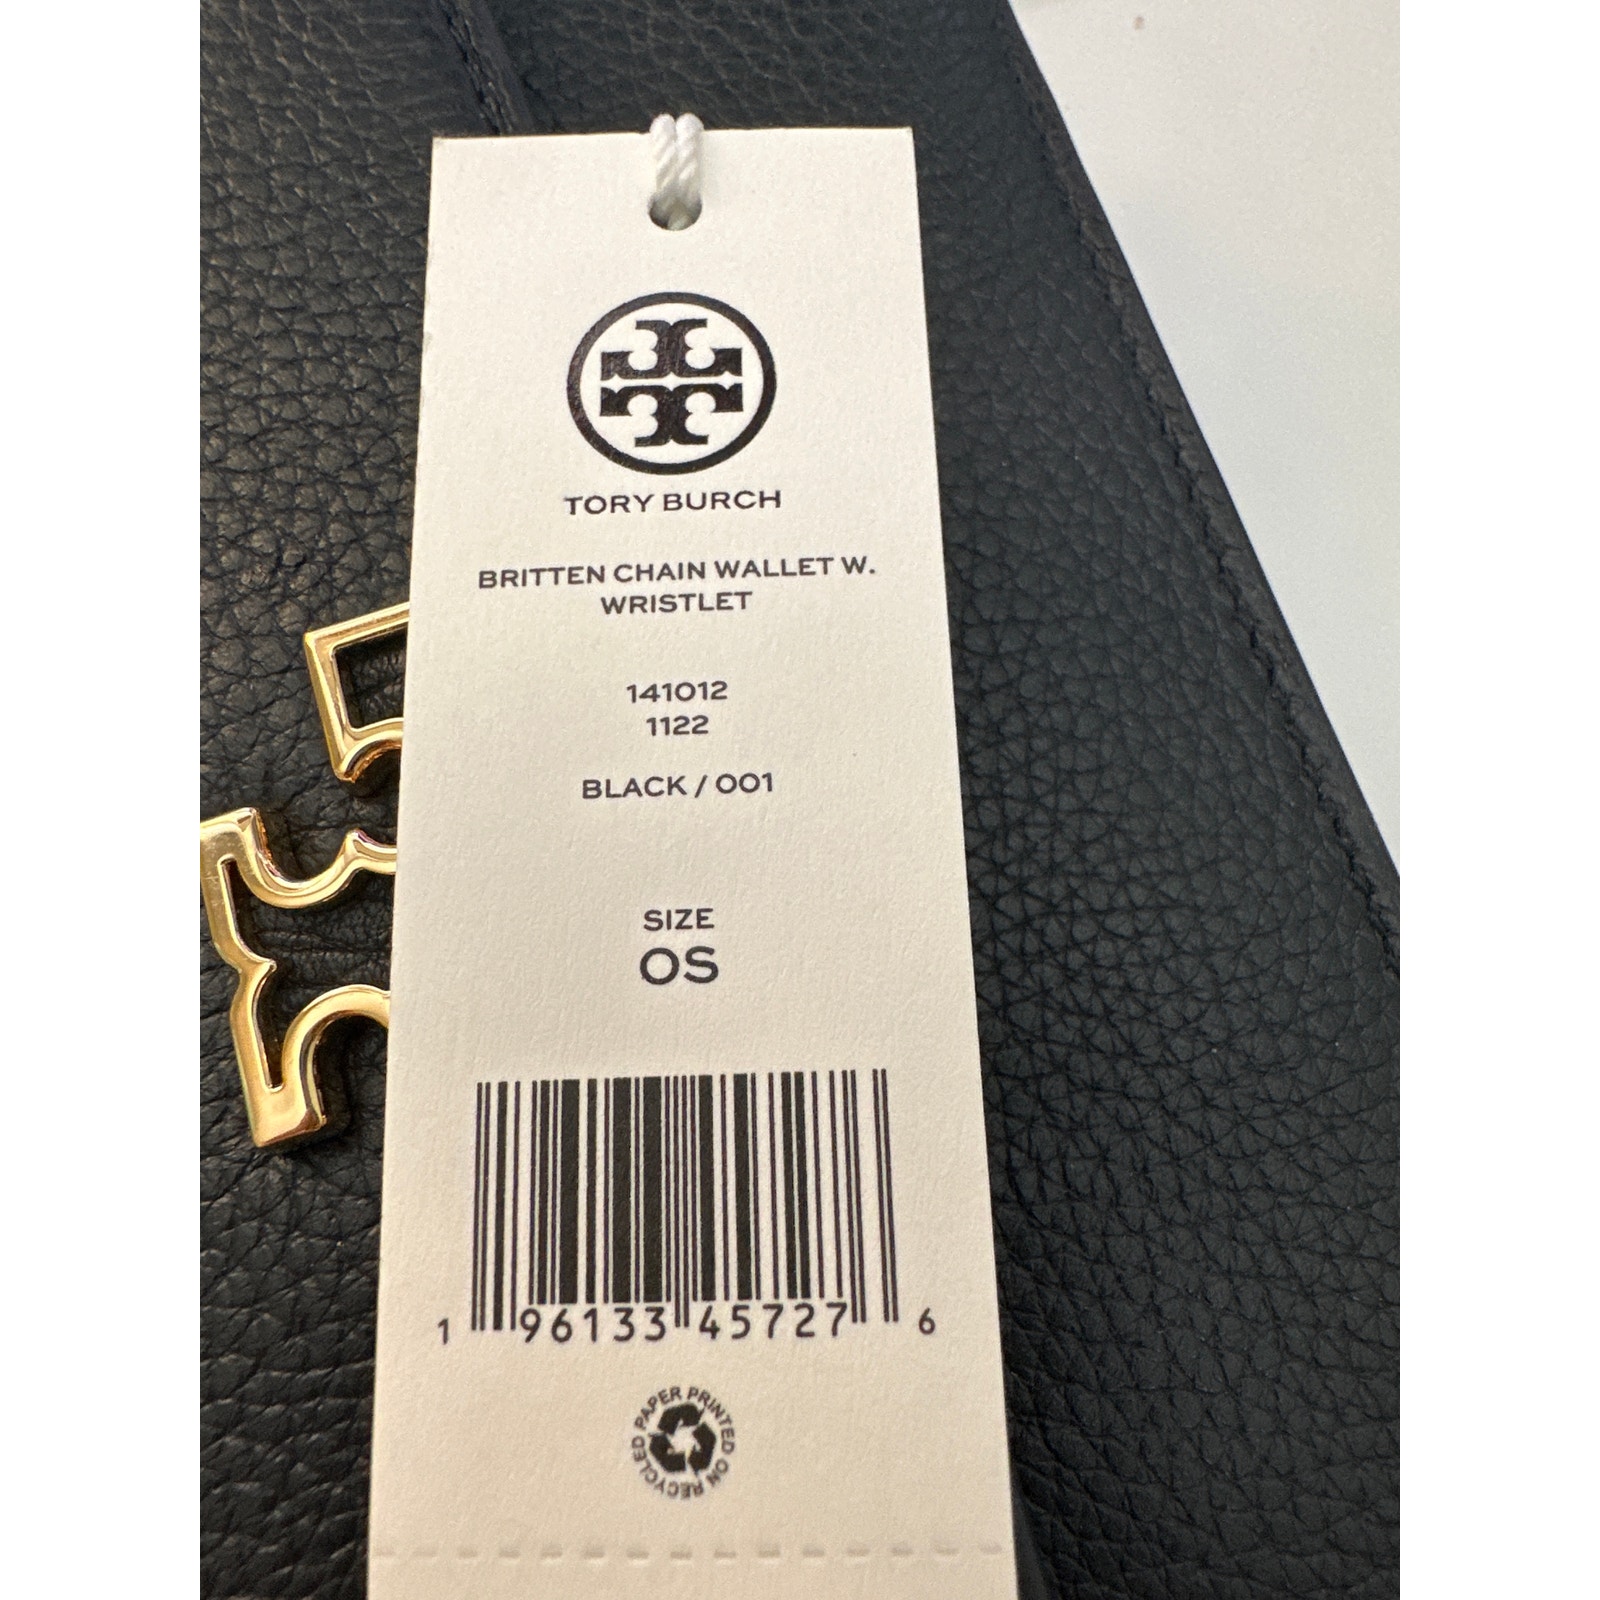 TORY BURCH
BRITTEN CHAIN WALLET W.
WRISTLET
141012
1122
BLACK / 001
SIZE
OS
1 96133 45727 6
PRINTED ON RECYCLED PAPER